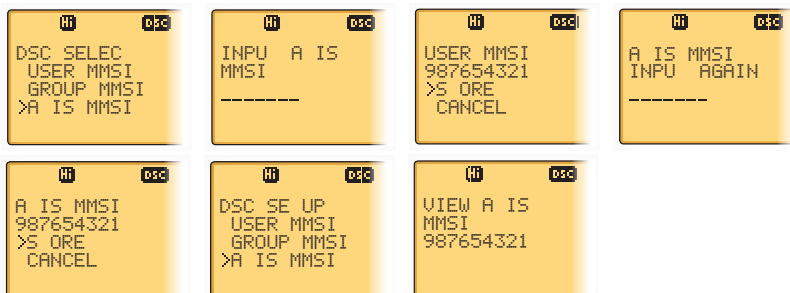 Hi DSC
DSC SELEC
USER MMSI
GROUP MMSI
>A IS MMSI
Hi DSC
INPU A IS
MMSI
-------
Hi DSC
USER MMSI
987654321
>S ORE
CANCEL
Hi DSC
A IS MMSI
INPU AGAIN
-------
Hi DSC
A IS MMSI
987654321
>S ORE
CANCEL
Hi DSC
DSC SE UP
USER MMSI
GROUP MMSI
>A IS MMSI
Hi DSC
VIEW A IS
MMSI
987654321